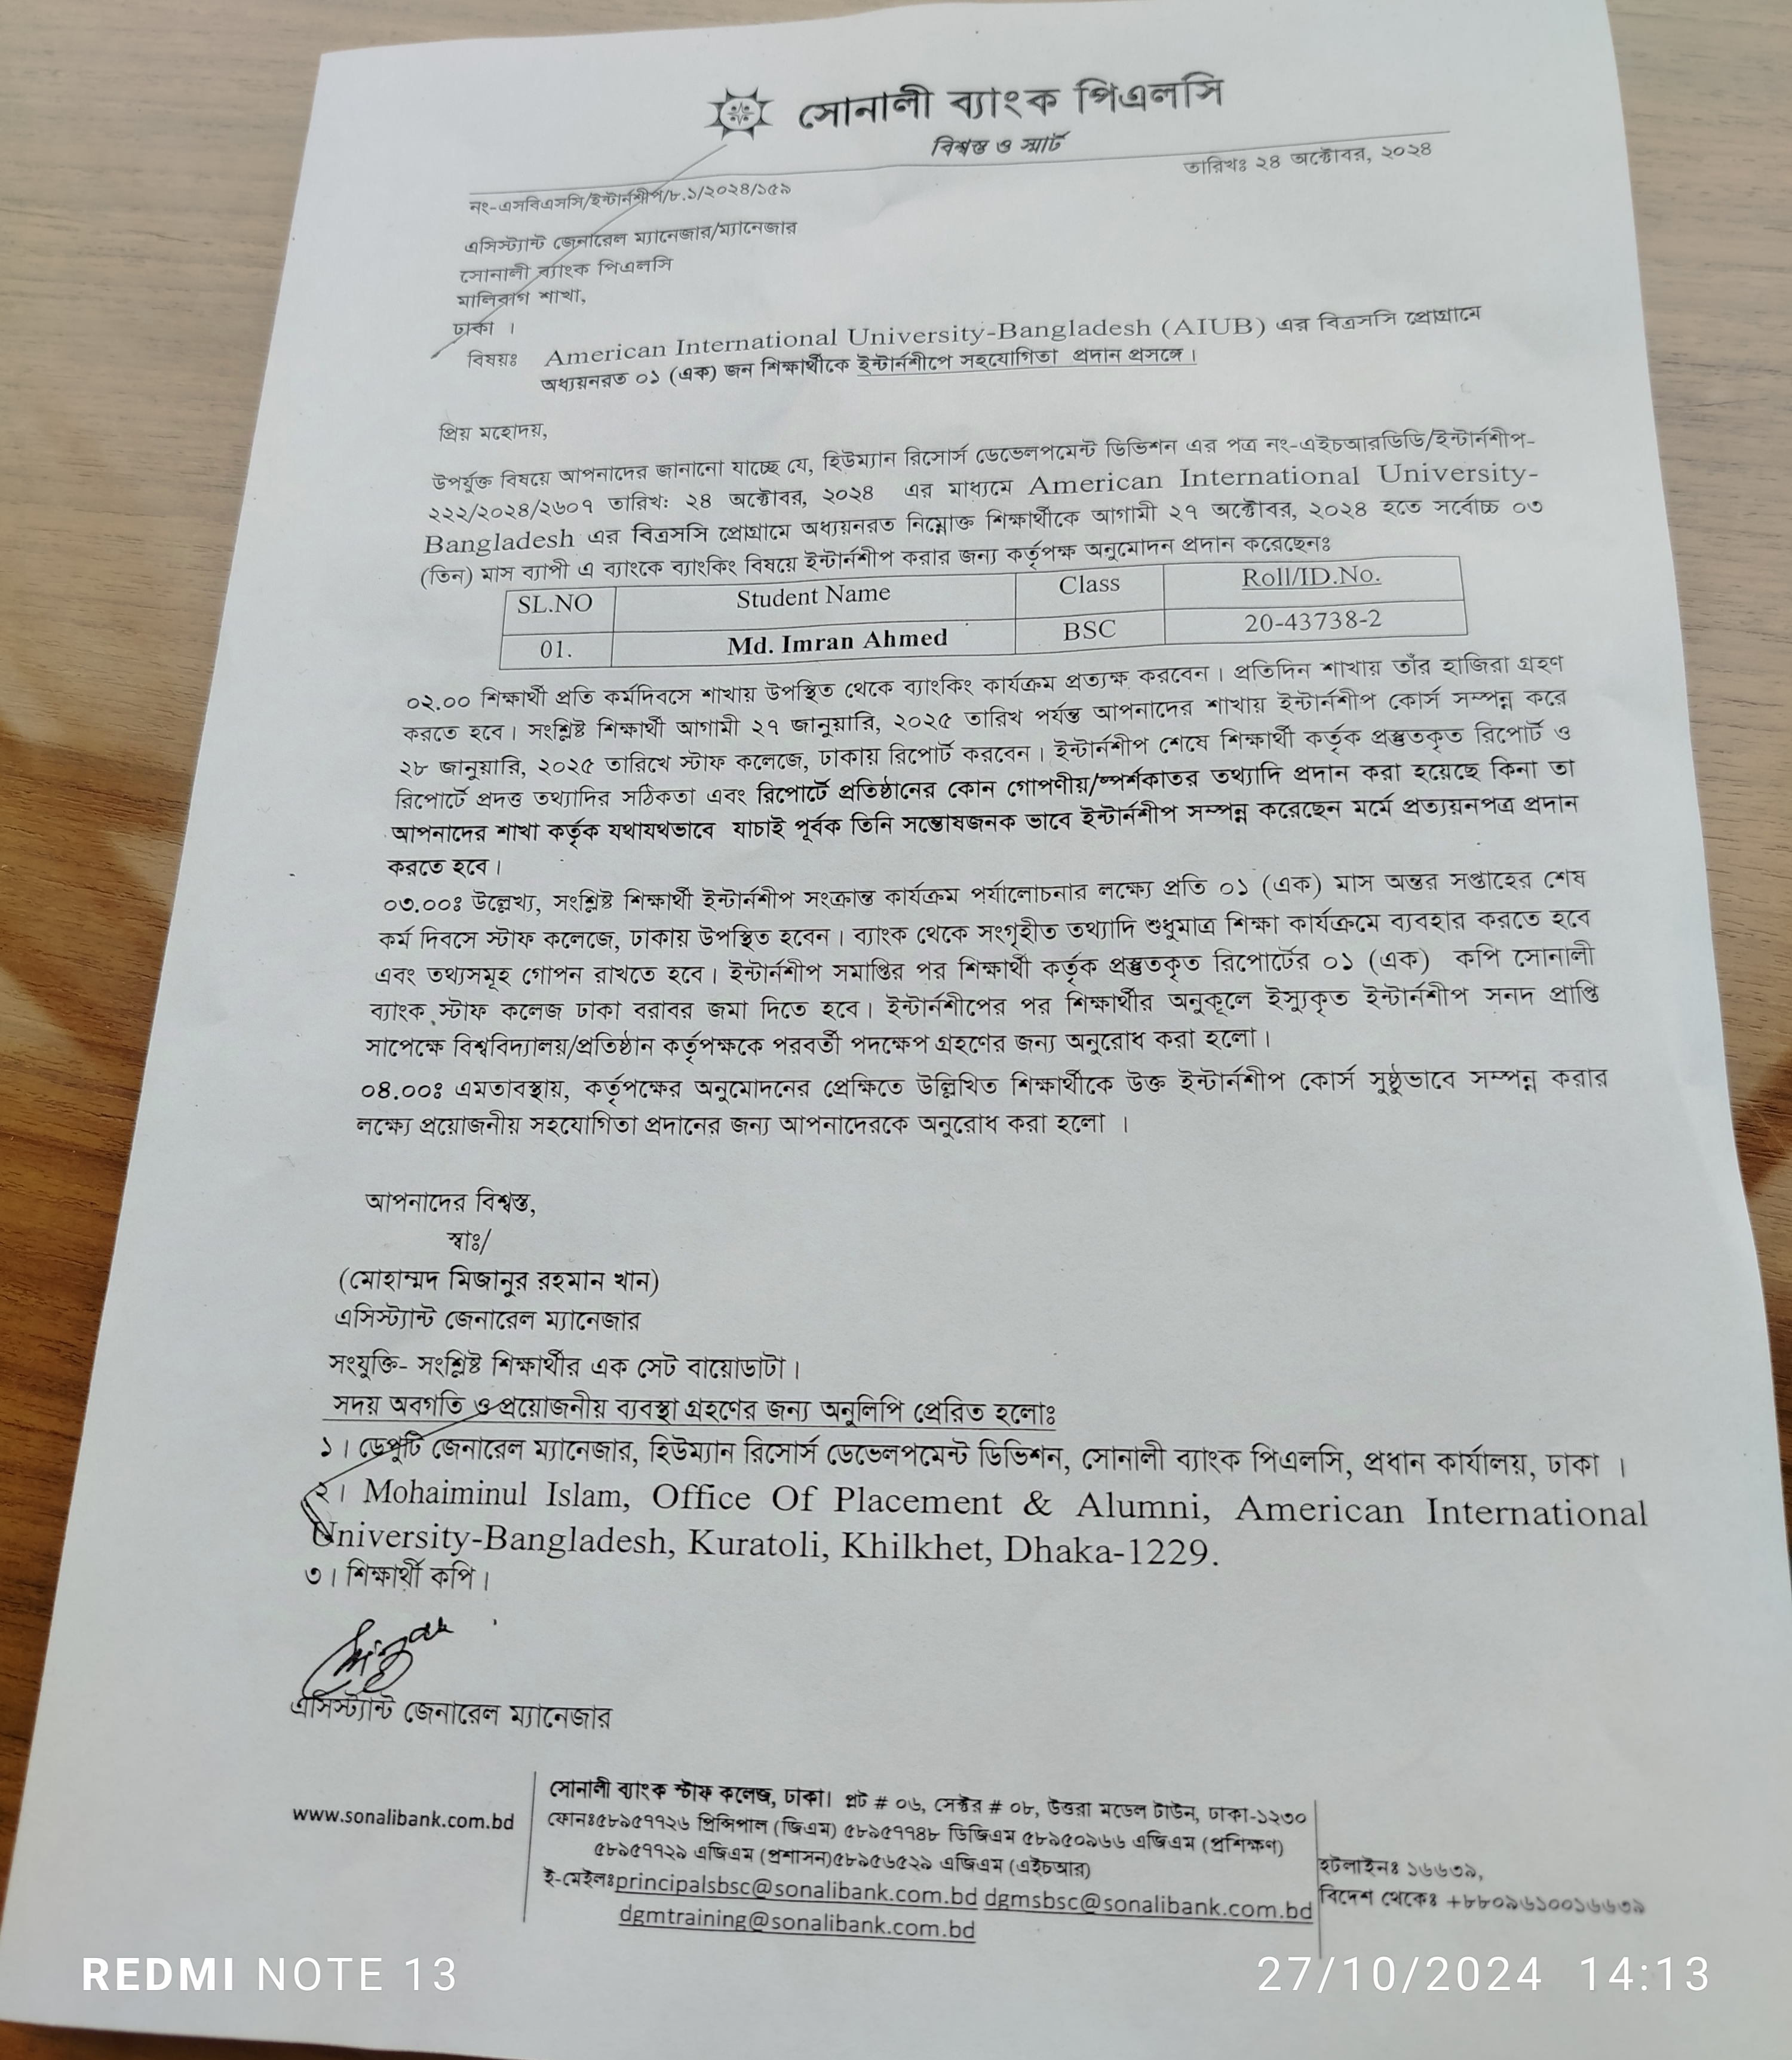 সোনালী ব্যাংক পিএলসি
বিশ্বস্ত ও স্মার্ট
তারিখঃ ২৪ অক্টোবর, ২০২৪
নং-এসবিএসসি/ইন্টার্নশীপ/৮.১/২০২৪/১৫৯
এসিস্ট্যান্ট জেনারেল ম্যানেজার/ম্যানেজার
সোনালী ব্যাংক পিএলসি
মালিবাগ শাখা,
ঢাকা ।
বিষয়ঃ American International University-Bangladesh (AIUB) এর বিএসসি প্রোগ্রামে
অধ্যয়নরত ০১ (এক) জন শিক্ষার্থীকে ইন্টার্নশীপে সহযোগিতা প্রদান প্রসঙ্গে।
প্রিয় মহোদয়,
উপর্যুক্ত বিষয়ে আপনাদের জানানো যাচ্ছে যে, হিউম্যান রিসোর্স ডেভেলপমেন্ট ডিভিশন এর পত্র নং-এইচআরডিডি/ইন্টার্নশীপ-
২২২/২০২৪/২৬০৭ তারিখ: ২৪ অক্টোবর, ২০২৪ এর মাধ্যমে American International University-
Bangladesh এর বিএসসি প্রোগ্রামে অধ্যয়নরত নিম্নোক্ত শিক্ষার্থীকে আগামী ২৭ অক্টোবর, ২০২৪ হতে সর্বোচ্চ ০৩
(তিন) মাস ব্যাপী এ ব্যাংকে ব্যাংকিং বিষয়ে ইন্টার্নশীপ করার জন্য কর্তৃপক্ষ অনুমোদন প্রদান করেছেনঃ
SL.NO Student Name Class Roll/ID.No.
01. Md. Imran Ahmed BSC 20-43738-2
০২.০০ শিক্ষার্থী প্রতি কর্মদিবসে শাখায় উপস্থিত থেকে ব্যাংকিং কার্যক্রম প্রত্যক্ষ করবেন। প্রতিদিন শাখায় তাঁর হাজিরা গ্রহণ
করতে হবে। সংশ্লিষ্ট শিক্ষার্থী আগামী ২৭ জানুয়ারি, ২০২৫ তারিখ পর্যন্ত আপনাদের শাখায় ইন্টার্নশীপ কোর্স সম্পন্ন করে
২৮ জানুয়ারি, ২০২৫ তারিখে স্টাফ কলেজে, ঢাকায় রিপোর্ট করবেন। ইন্টার্নশীপ শেষে শিক্ষার্থী কর্তৃক প্রস্তুতকৃত রিপোর্ট ও
রিপোর্টে প্রদত্ত তথ্যাদির সঠিকতা এবং রিপোর্টে প্রতিষ্ঠানের কোন গোপণীয়/স্পর্শকাতর তথ্যাদি প্রদান করা হয়েছে কিনা তা
আপনাদের শাখা কর্তৃক যথাযথভাবে যাচাই পূর্বক তিনি সন্তোষজনক ভাবে ইন্টার্নশীপ সম্পন্ন করেছেন মর্মে প্রত্যয়নপত্র প্রদান
করতে হবে।
০৩.০০ঃ উল্লেখ্য, সংশ্লিষ্ট শিক্ষার্থী ইন্টার্নশীপ সংক্রান্ত কার্যক্রম পর্যালোচনার লক্ষ্যে প্রতি ০১ (এক) মাস অন্তর সপ্তাহের শেষ
কর্ম দিবসে স্টাফ কলেজে, ঢাকায় উপস্থিত হবেন। ব্যাংক থেকে সংগৃহীত তথ্যাদি শুধুমাত্র শিক্ষা কার্যক্রমে ব্যবহার করতে হবে
এবং তথ্যসমূহ গোপন রাখতে হবে। ইন্টার্নশীপ সমাপ্তির পর শিক্ষার্থী কর্তৃক প্রস্তুতকৃত রিপোর্টের ০১ (এক) কপি সোনালী
ব্যাংক স্টাফ কলেজ ঢাকা বরাবর জমা দিতে হবে। ইন্টার্নশীপের পর শিক্ষার্থীর অনুকূলে ইস্যুকৃত ইন্টার্নশীপ সনদ প্রাপ্তি
সাপেক্ষে বিশ্ববিদ্যালয়/প্রতিষ্ঠান কর্তৃপক্ষকে পরবর্তী পদক্ষেপ গ্রহণের জন্য অনুরোধ করা হলো।
০৪.০০ঃ এমতাবস্থায়, কর্তৃপক্ষের অনুমোদনের প্রেক্ষিতে উল্লিখিত শিক্ষার্থীকে উক্ত ইন্টার্নশীপ কোর্স সুষ্ঠুভাবে সম্পন্ন করার
লক্ষ্যে প্রয়োজনীয় সহযোগিতা প্রদানের জন্য আপনাদেরকে অনুরোধ করা হলো ।
আপনাদের বিশ্বস্ত,
স্বাঃ/
(মোহাম্মদ মিজানুর রহমান খান)
এসিস্ট্যান্ট জেনারেল ম্যানেজার
সংযুক্তি- সংশ্লিষ্ট শিক্ষার্থীর এক সেট বায়োডাটা।
সদয় অবগতি ও প্রয়োজনীয় ব্যবস্থা গ্রহণের জন্য অনুলিপি প্রেরিত হলোঃ
১। ডেপুটি জেনারেল ম্যানেজার, হিউম্যান রিসোর্স ডেভেলপমেন্ট ডিভিশন, সোনালী ব্যাংক পিএলসি, প্রধান কার্যালয়, ঢাকা ।
২। Mohaiminul Islam, Office Of Placement & Alumni, American International
University-Bangladesh, Kuratoli, Khilkhet, Dhaka-1229.
৩। শিক্ষার্থী কপি।
এসিস্ট্যান্ট জেনারেল ম্যানেজার
www.sonalibank.com.bd
সোনালী ব্যাংক স্টাফ কলেজ, ঢাকা। প্লট # ০৬, সেক্টর # ০৮, উত্তরা মডেল টাউন, ঢাকা-১২৩০
ফোনঃ৫৮৯৫৭৭২৬ প্রিন্সিপাল (জিএম) ৫৮৯৫৭৭৪৮ ডিজিএম ৫৮৯৫০৯৬৬ এজিএম (প্রশিক্ষণ)
৫৮৯৫৭৭২৯ এজিএম (প্রশাসন)৫৮৯৫৬৫২৯ এজিএম (এইচআর)
ই-মেইলঃprincipalsbsc@sonalibank.com.bd dgmsbsc@sonalibank.com.bd
dgmtraining@sonalibank.com.bd
হটলাইনঃ ১৬৬৩৯,
বিদেশ থেকেঃ +৮৮০৯৬১০০১৬৬৩৯
REDMI NOTE 13
27/10/2024 14:13